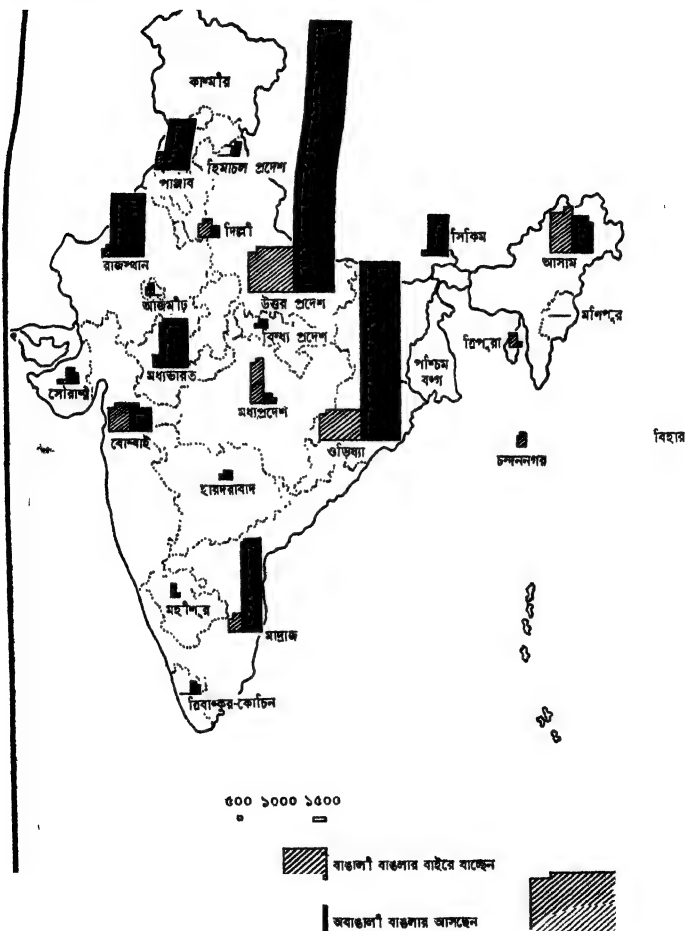 কাশ্মীর
হিমাচল প্রদেশ
পাঞ্জাব
দিল্লী
সিকিম
আসাম
রাজস্থান
আজমীঢ়
উত্তর প্রদেশ
মণিপুর
বিন্ধ্য প্রদেশ
ত্রিপুরা
মধ্যভারত
পশ্চিম
বঙ্গ
সৌরাষ্ট্র
মধ্যপ্রদেশ
বোম্বাই
ওড়িষ্যা
চন্দননগর
বিহার
হায়দরাবাদ
মহীশূর
মাদ্রাজ
ত্রিবাঙ্কুর-কোচিন
৫০০ ১০০০ ১৫০০
বাঙালী বাঙলার বাইরে যাচ্ছেন
অবাঙালী বাঙলায় আসছেন